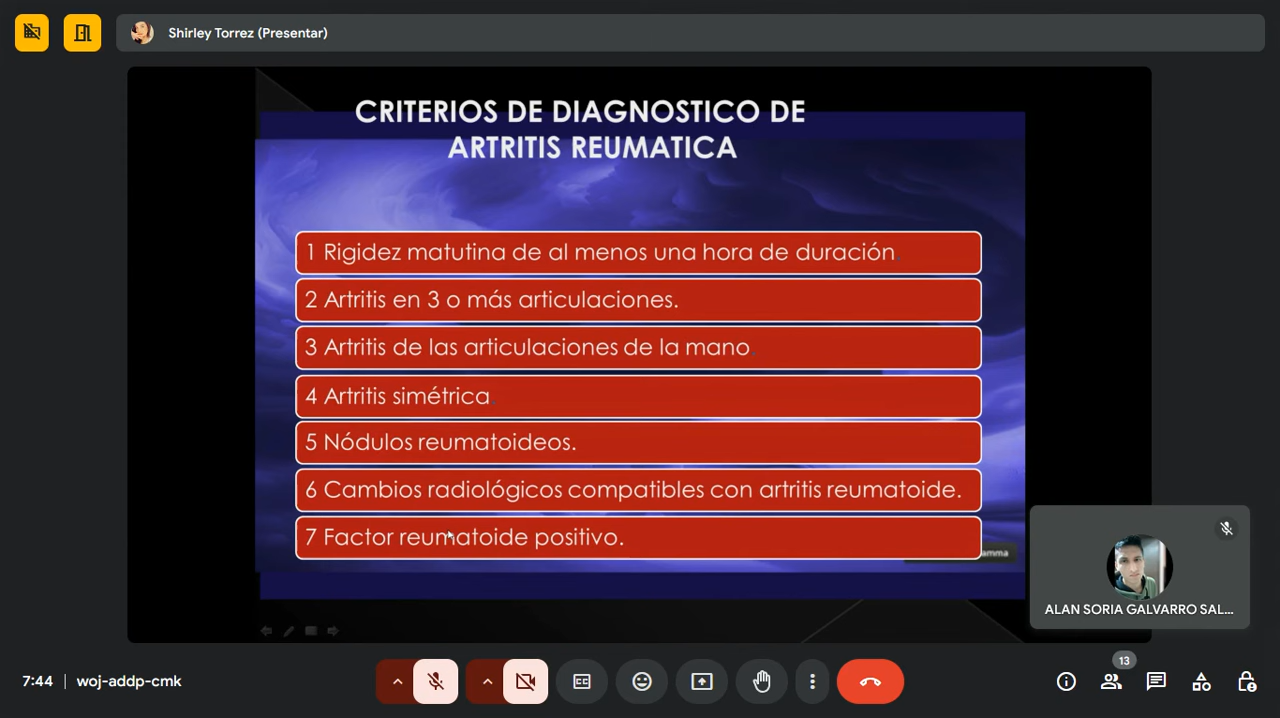 Shirley Torrez (Presentar)
CRITERIOS DE DIAGNOSTICO DE
ARTRITIS REUMATICA
1 Rigidez matutina de al menos una hora de duración.
2 Artritis en 3 o más articulaciones.
3 Artritis de las articulaciones de la mano.
4 Artritis simétrica.
5 Nódulos reumatoideos.
6 Cambios radiológicos compatibles con artritis reumatoide.
7 Factor reumatoide positivo.
amma
ALAN SORIA GALVARRO SAL...
13
7:44 | woj-addp-cmk